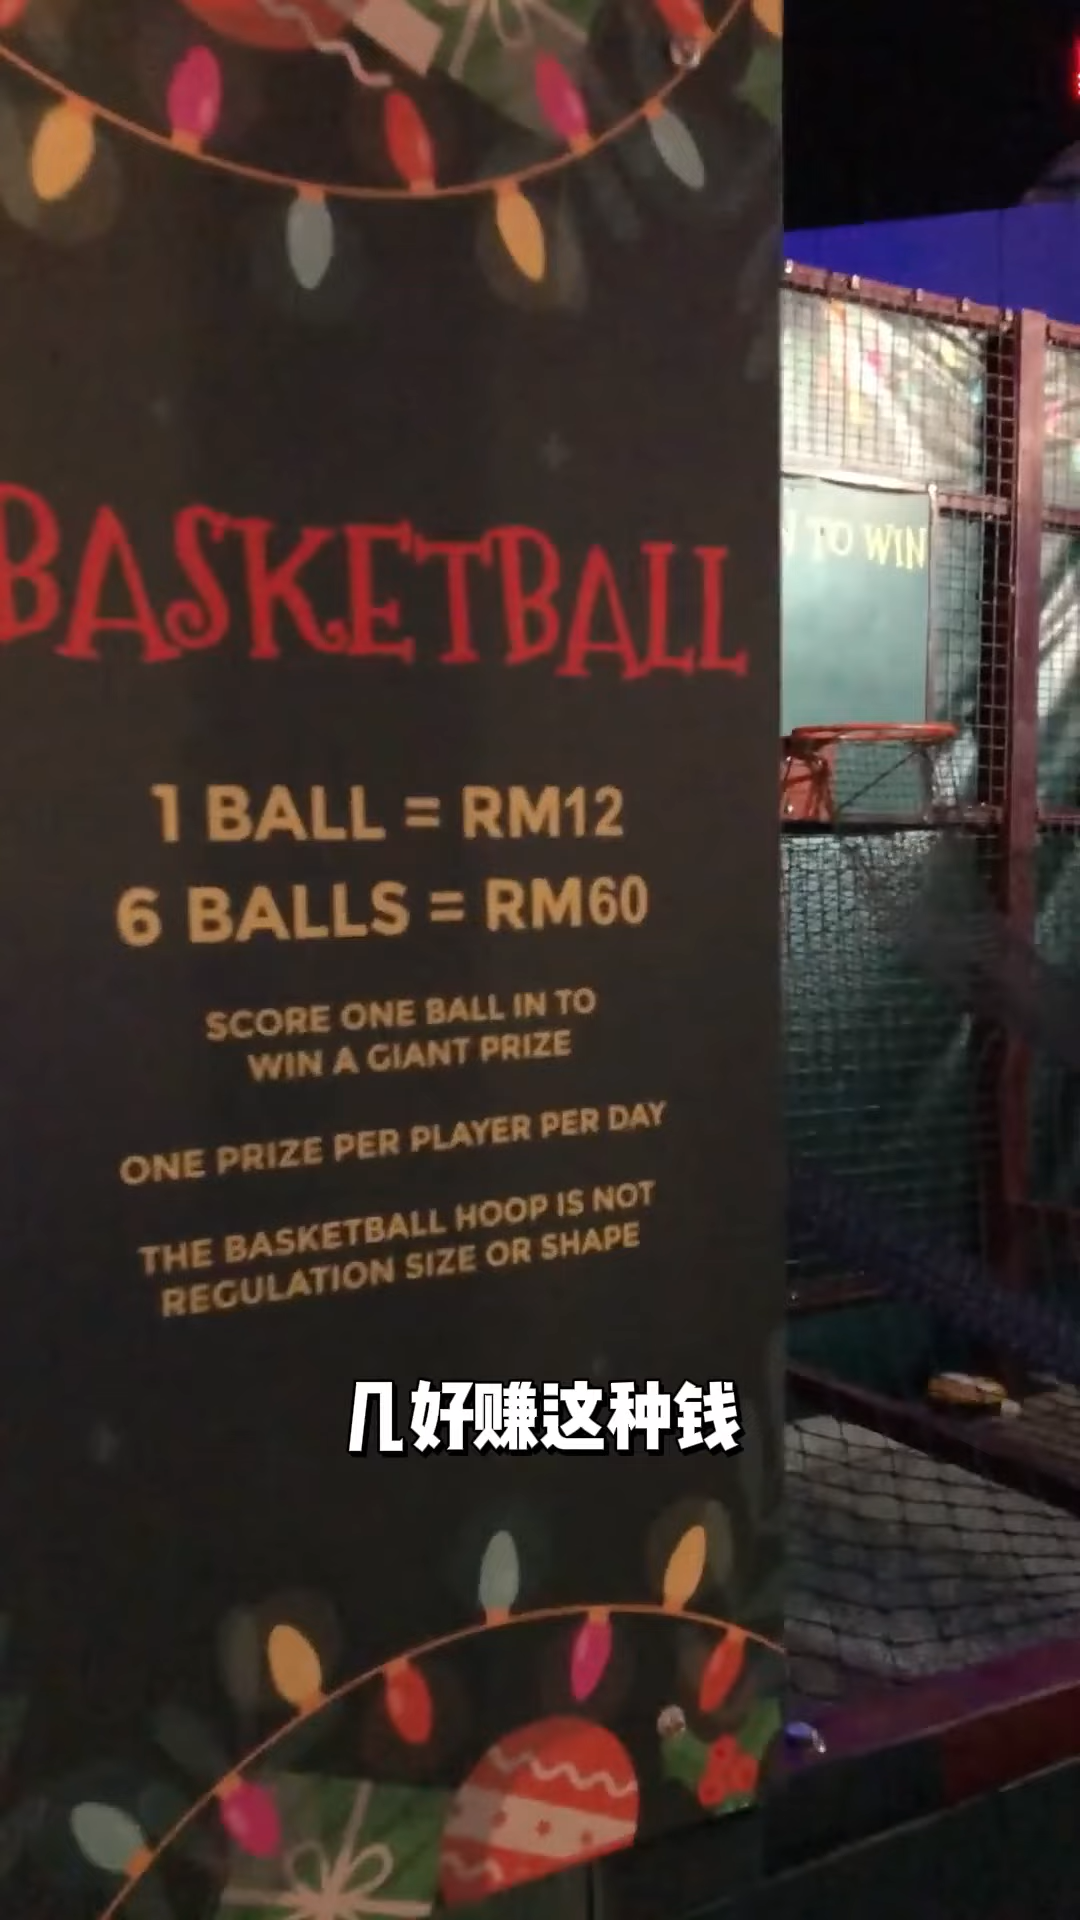 BASKETBALL
1 BALL = RM12
6 BALLS = RM60
SCORE ONE BALL IN TO
WIN A GIANT PRIZE
ONE PRIZE PER PLAYER PER DAY
THE BASKETBALL HOOP IS NOT
REGULATION SIZE OR SHAPE
TO WIN
几好赚这种钱